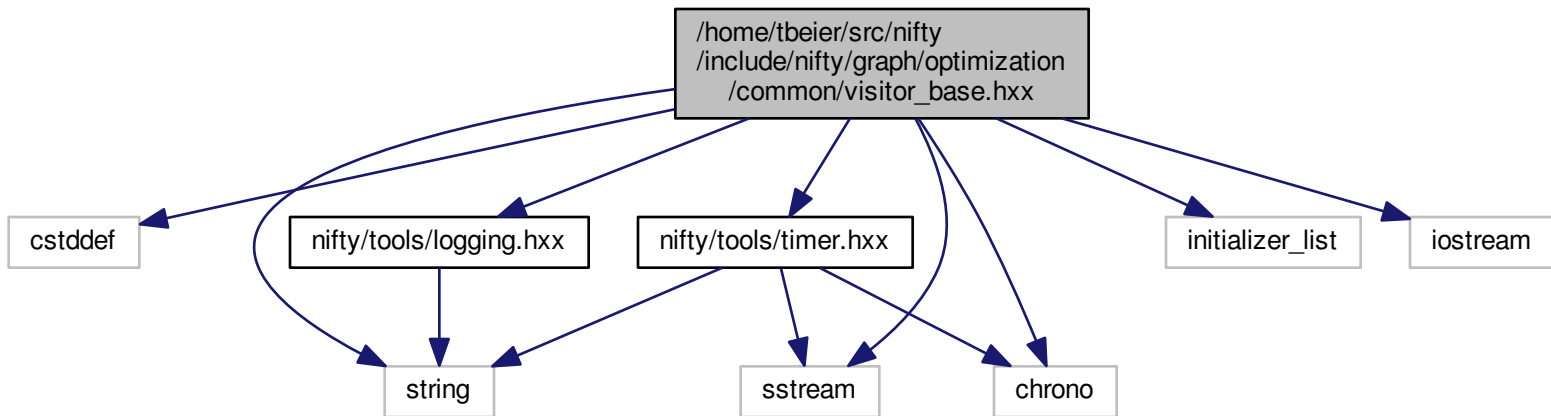 /home/tbeier/src/nifty
/include/nifty/graph/optimization
/common/visitor_base.hxx
cstddef
nifty/tools/logging.hxx
nifty/tools/timer.hxx
initializer_list
iostream
string
sstream
chrono